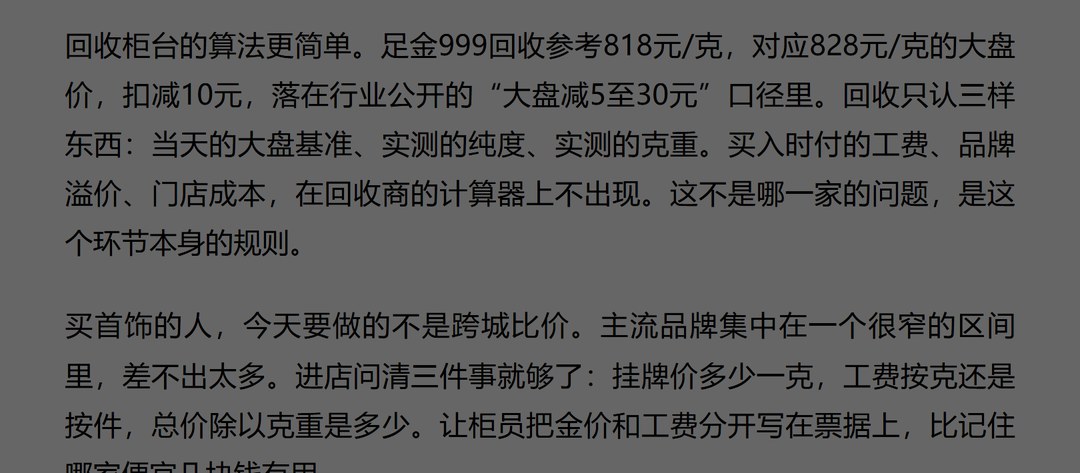 回收柜台的算法更简单。足金999回收参考818元/克，对应828元/克的大盘
价，扣减10元，落在行业公开的“大盘减5至30元”口径里。回收只认三样
东西：当天的大盘基准、实测的纯度、实测的克重。买入时付的工费、品牌
溢价、门店成本，在回收商的计算器上不出现。这不是哪一家的问题，是这
个环节本身的规则。
买首饰的人，今天要做的不是跨城比价。主流品牌集中在一个很窄的区间
里，差不出太多。进店问清三件事就够了：挂牌价多少一克，工费按克还是
按件，总价除以克重是多少。让柜员把金价和工费分开写在票据上，比记住